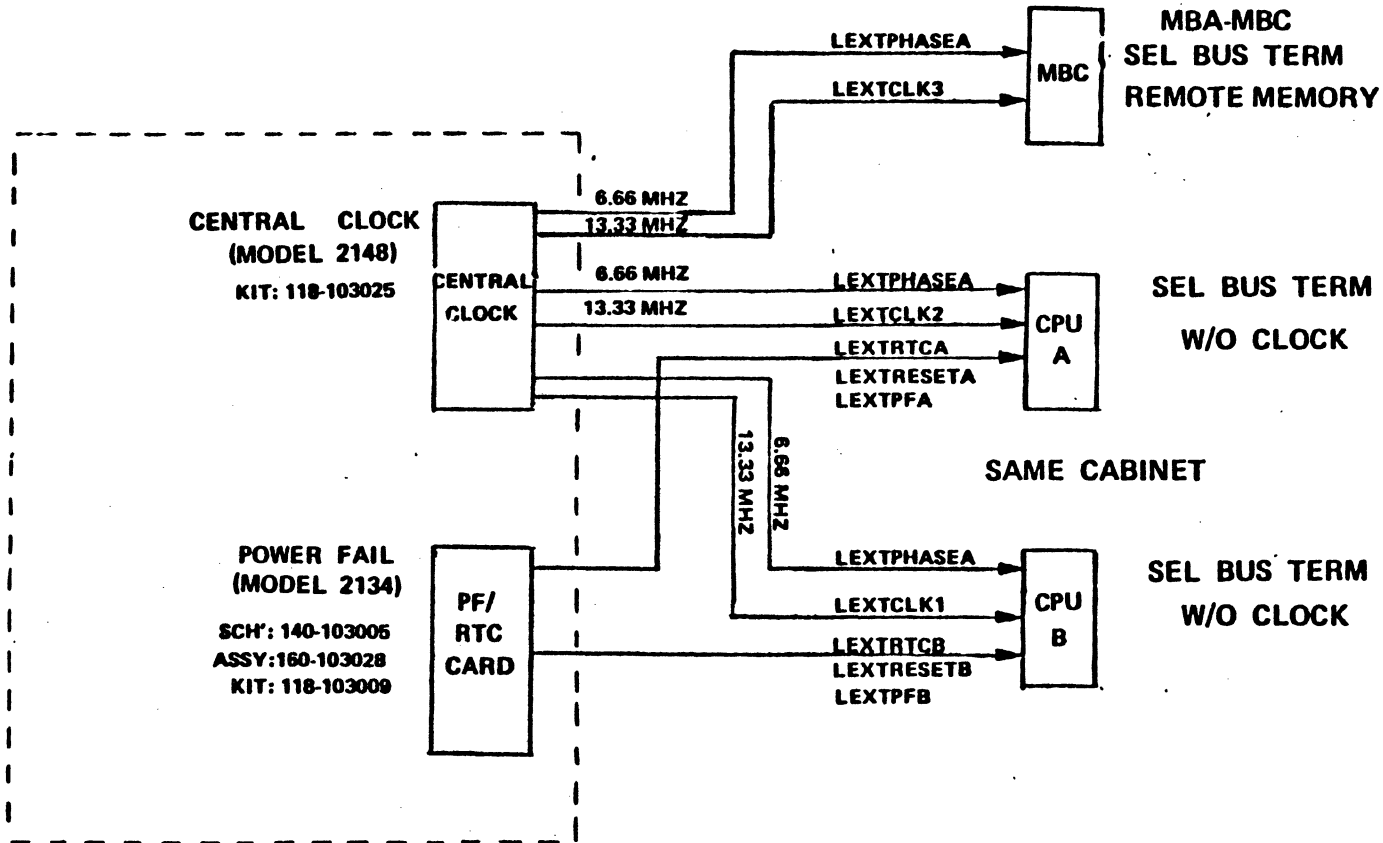 MBA-MBC
SEL BUS TERM
REMOTE MEMORY
LEXTPHASEA
LEXTCLK3
MBC
6.66 MHZ
13.33 MHZ
CENTRAL CLOCK
(MODEL 2148)
KIT: 118-103025
CENTRAL
CLOCK
6.66 MHZ
13.33 MHZ
LEXTPHASEA
LEXTCLK2
LEXTRTCA
LEXTRESETA
LEXTPFA
CPU
A
SEL BUS TERM
W/O CLOCK
13.33 MHZ
6.66 MHZ
SAME CABINET
POWER FAIL
(MODEL 2134)
SCH': 140-103005
ASSY:160-103028
KIT: 118-103009
PF/
RTC
CARD
LEXTPHASEA
LEXTCLK1
LEXTRTCB
LEXTRESETB
LEXTPFB
CPU
B
SEL BUS TERM
W/O CLOCK